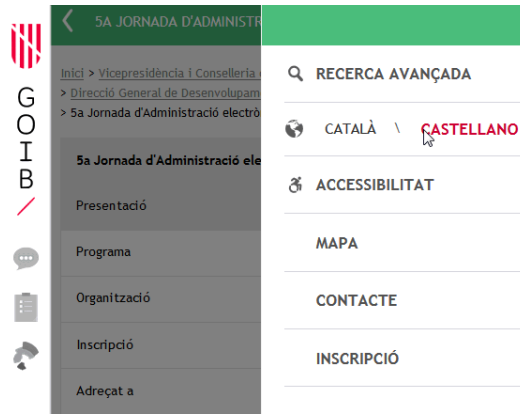 GOIB
5A JORNADA D'ADMINISTR
Inici > Vicepresidència i Conselleria
> Direcció General de Desenvolupam
> 5a Jornada d'Administració electrò
5a Jornada d'Administració ele
Presentació
Programa
Organització
Inscripció
Adreçat a
RECERCA AVANÇADA
CATALÀ \ CASTELLANO
ACCESSIBILITAT
MAPA
CONTACTE
INSCRIPCIÓ